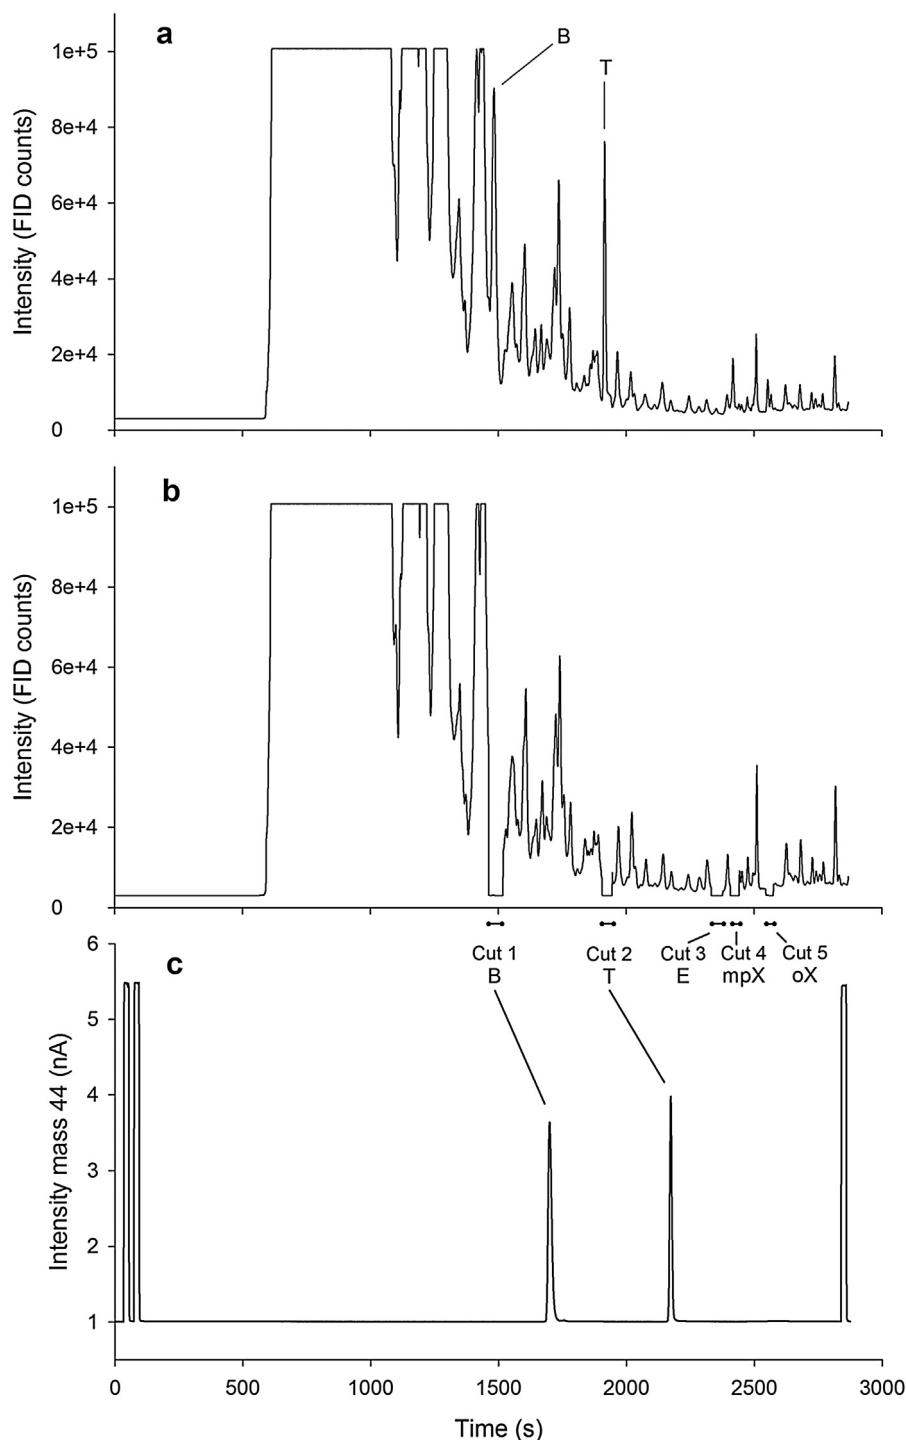 a
B
T
1e+5
8e+4
6e+4
4e+4
2e+4
0
Intensity (FID counts)
b
1e+5
8e+4
6e+4
4e+4
2e+4
0
Intensity (FID counts)
Cut 1 Cut 2 Cut 3 Cut 4 Cut 5
B T E mpX oX
c
6
5
4
3
2
1
Intensity mass 44 (nA)
0 500 1000 1500 2000 2500 3000
Time (s)